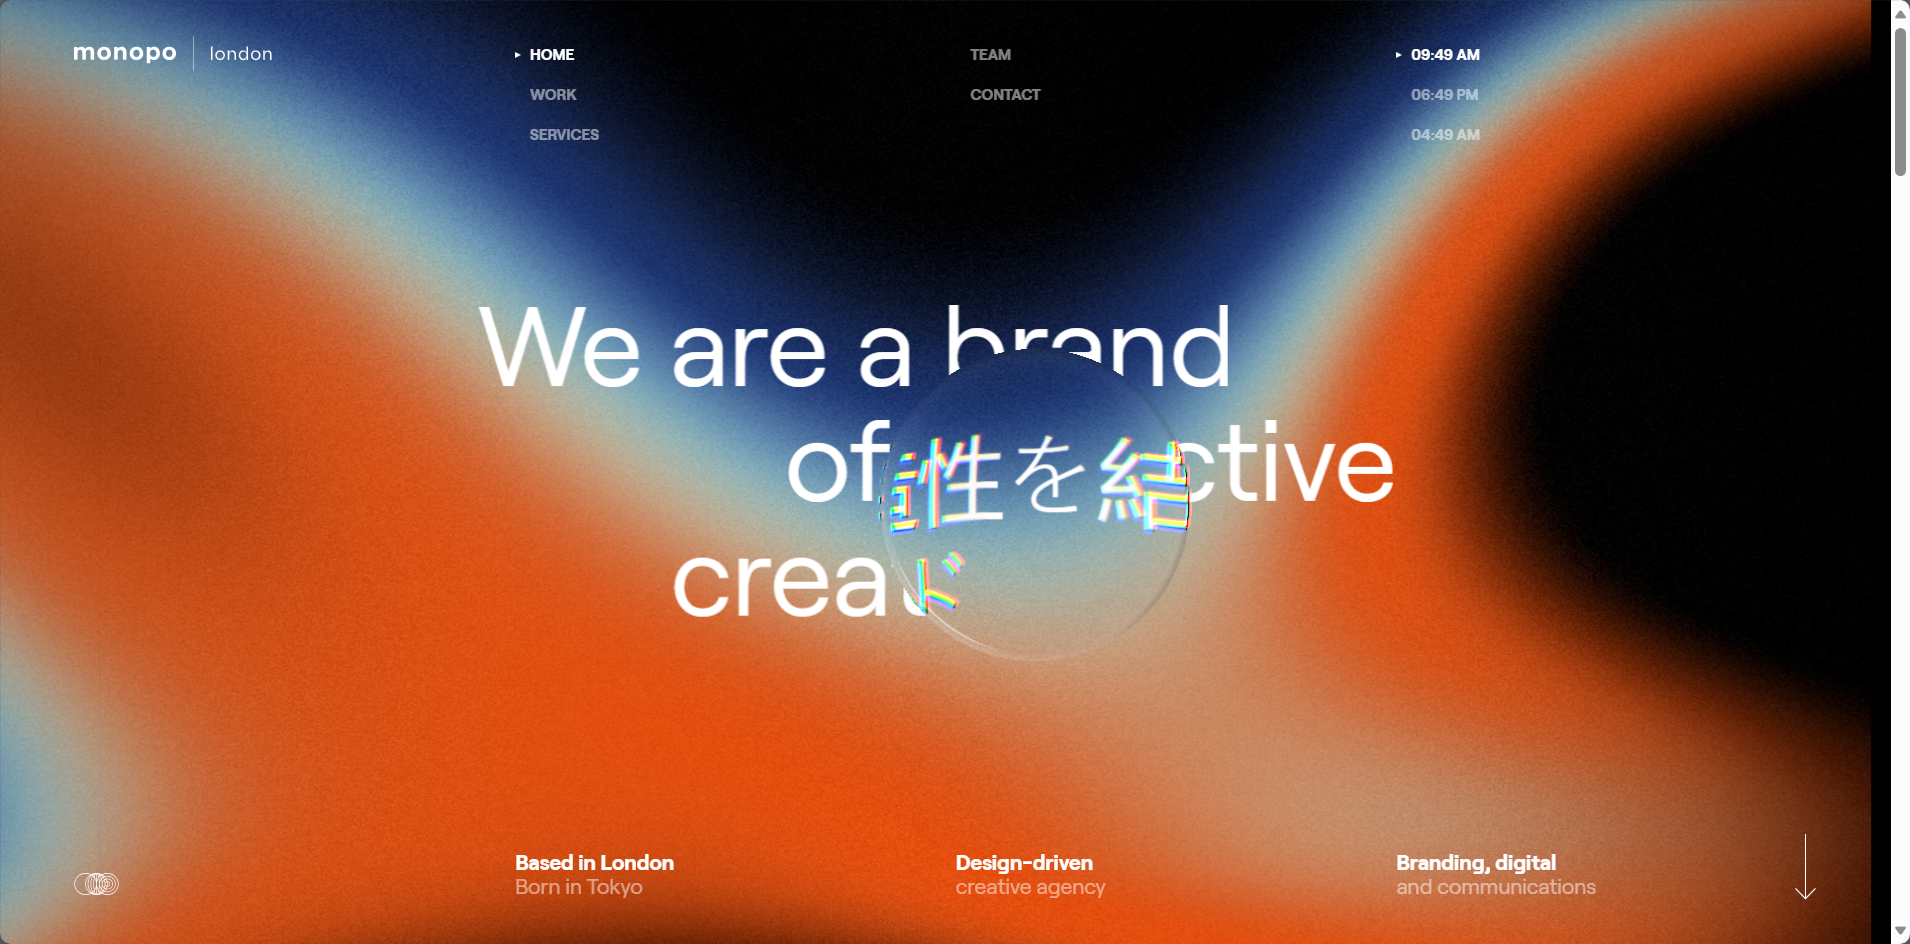 monopo | london
HOME
WORK
SERVICES
TEAM
CONTACT
09:49 AM
06:49 PM
04:49 AM
We are a brand
of 性を結 ctive
crea
ド
Based in London
Born in Tokyo
Design-driven
creative agency
Branding, digital
and communications